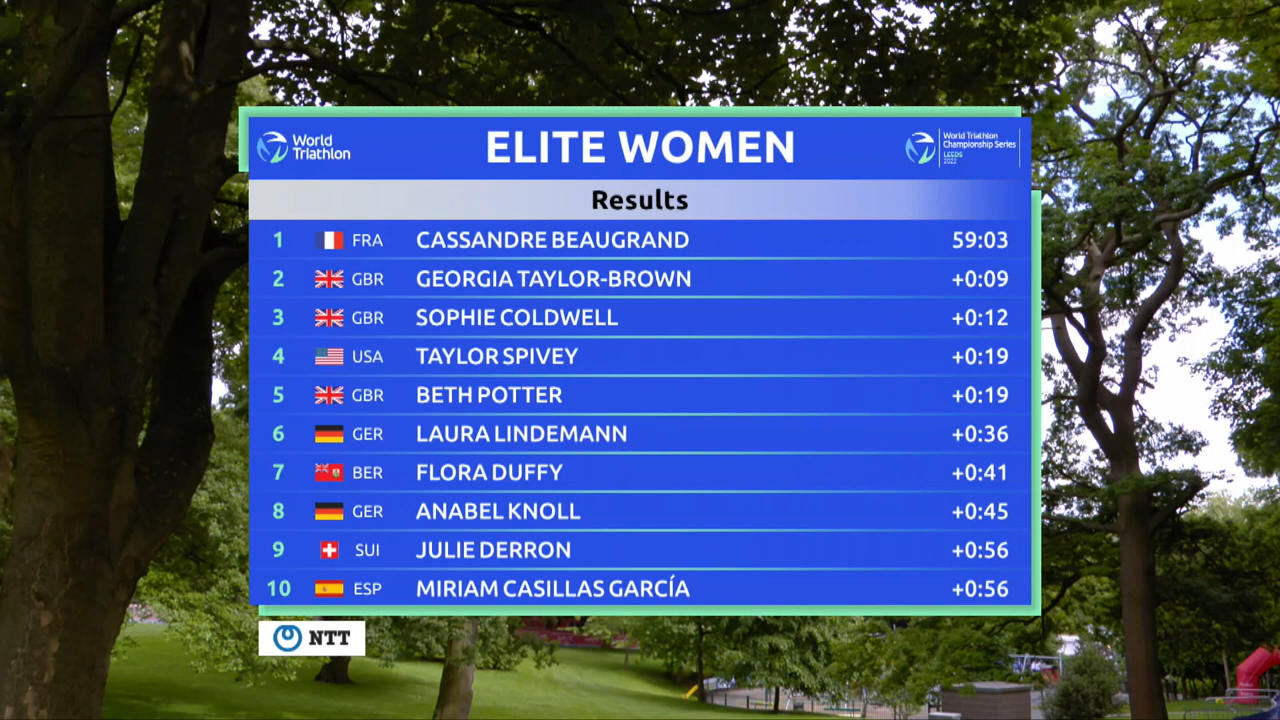 World
Triathlon
ELITE WOMEN
World Triathlon
Championship Series
LEEDS
2022
Results
1 FRA CASSANDRE BEAUGRAND 59:03
2 GBR GEORGIA TAYLOR-BROWN +0:09
3 GBR SOPHIE COLDWELL +0:12
4 USA TAYLOR SPIVEY +0:19
5 GBR BETH POTTER +0:19
6 GER LAURA LINDEMANN +0:36
7 BER FLORA DUFFY +0:41
8 GER ANABEL KNOLL +0:45
9 SUI JULIE DERRON +0:56
10 ESP MIRIAM CASILLAS GARCÍA +0:56
NTT